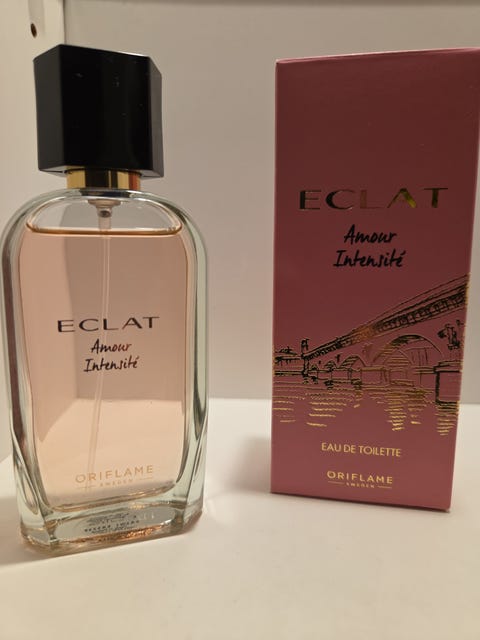 ECLAT
Amour
Intensité
ORIFLAME
SWEDEN
ECLAT
Amour
Intensité
EAU DE TOILETTE
ORIFLAME
SWEDEN